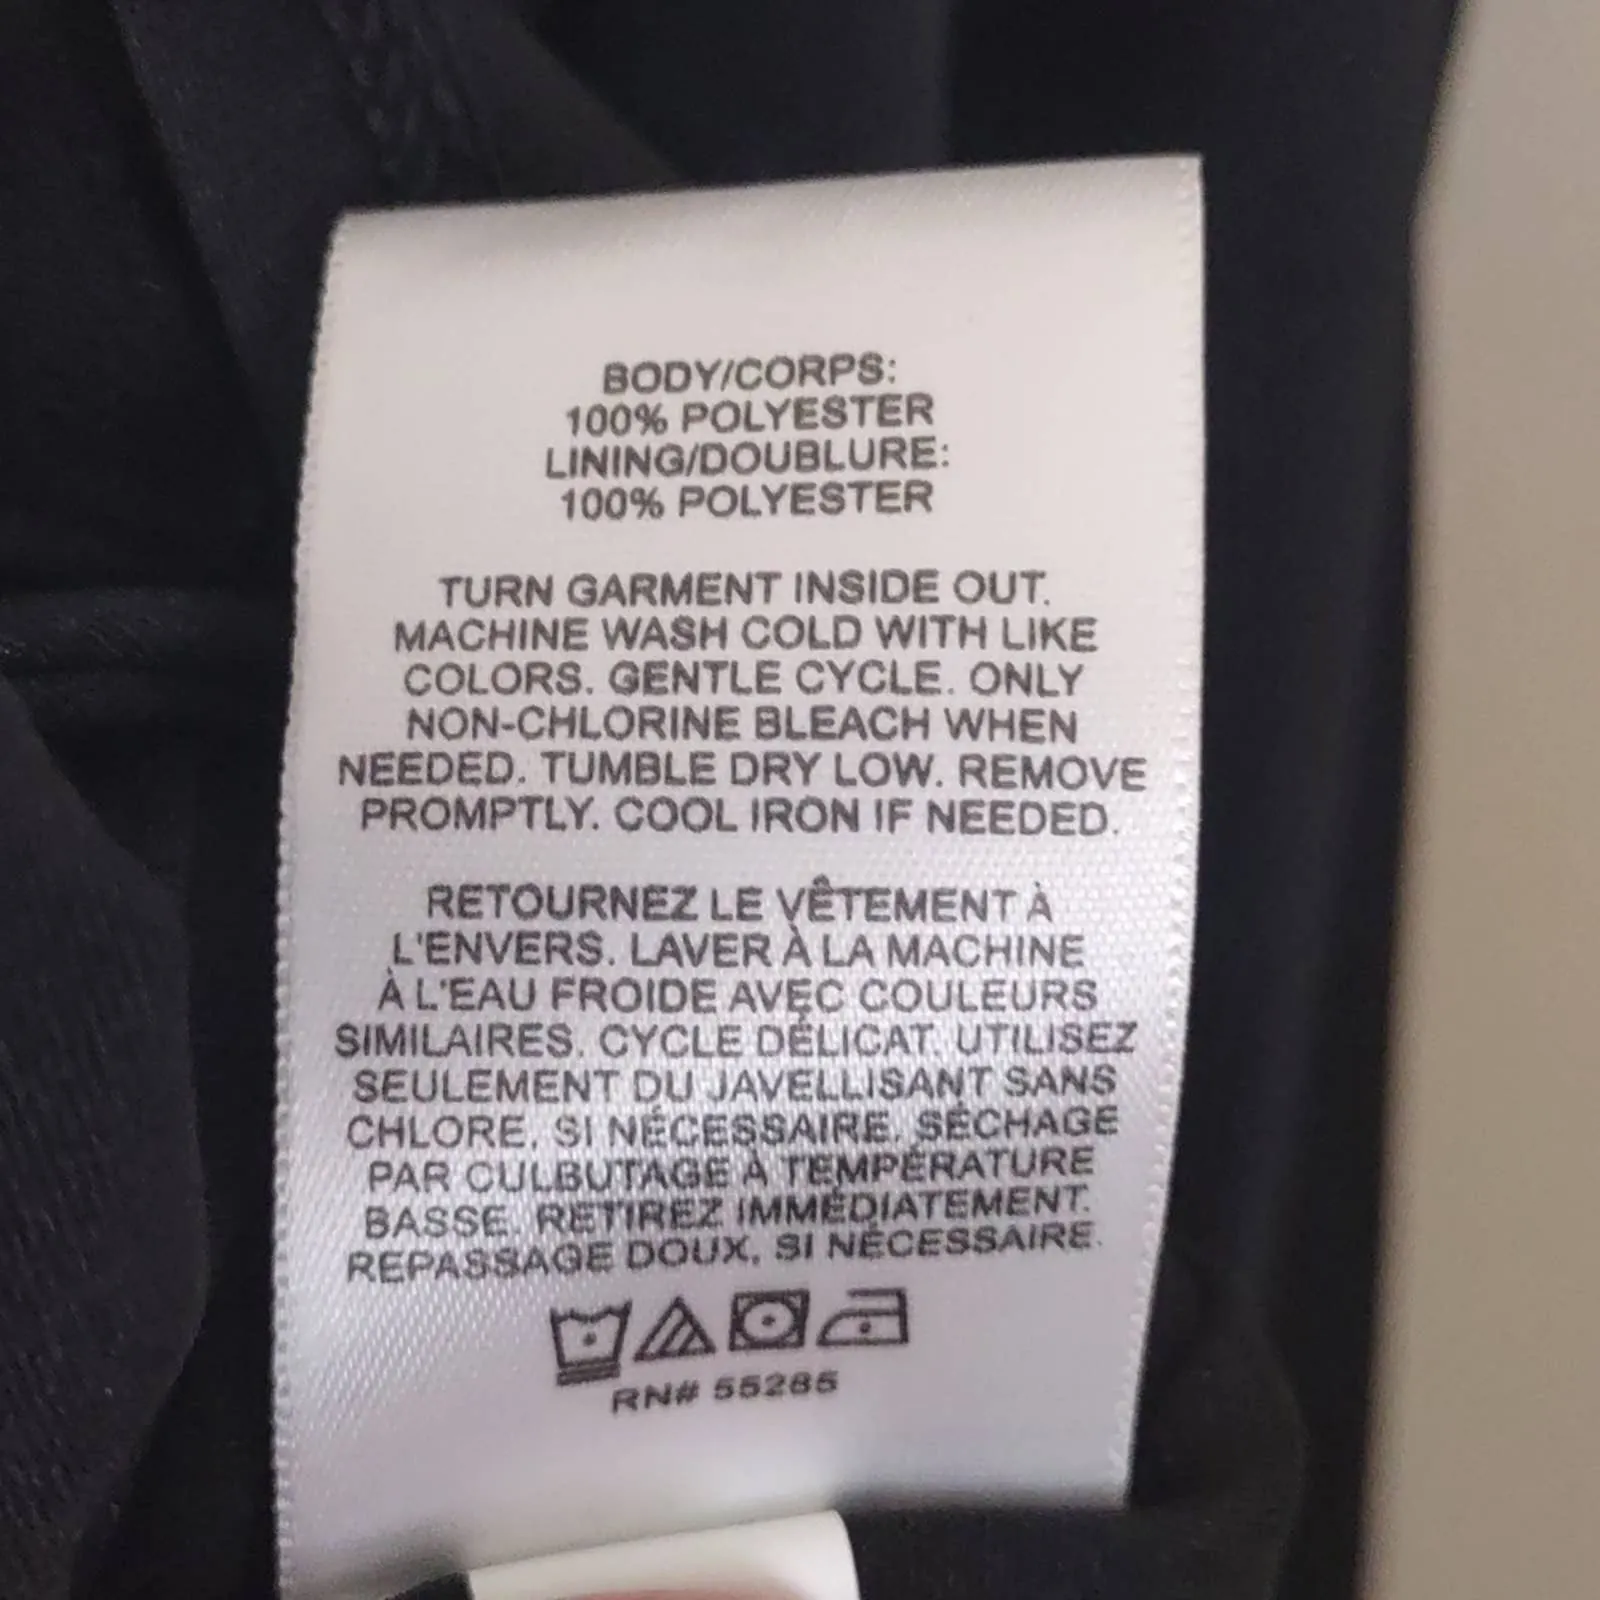 BODY/CORPS:
100% POLYESTER
LINING/DOUBLURE:
100% POLYESTER
TURN GARMENT INSIDE OUT.
MACHINE WASH COLD WITH LIKE
COLORS. GENTLE CYCLE. ONLY
NON-CHLORINE BLEACH WHEN
NEEDED. TUMBLE DRY LOW. REMOVE
PROMPTLY. COOL IRON IF NEEDED.
RETOURNEZ LE VÊTEMENT À
L'ENVERS. LAVER À LA MACHINE
À L'EAU FROIDE AVEC COULEURS
SIMILAIRES. CYCLE DÉLICAT. UTILISEZ
SEULEMENT DU JAVELLISANT SANS
CHLORE, SI NÉCESSAIRE. SÉCHAGE
PAR CULBUTAGE À TEMPÉRATURE
BASSE. RETIREZ IMMÉDIATEMENT.
REPASSAGE DOUX, SI NÉCESSAIRE.
RN# 55285